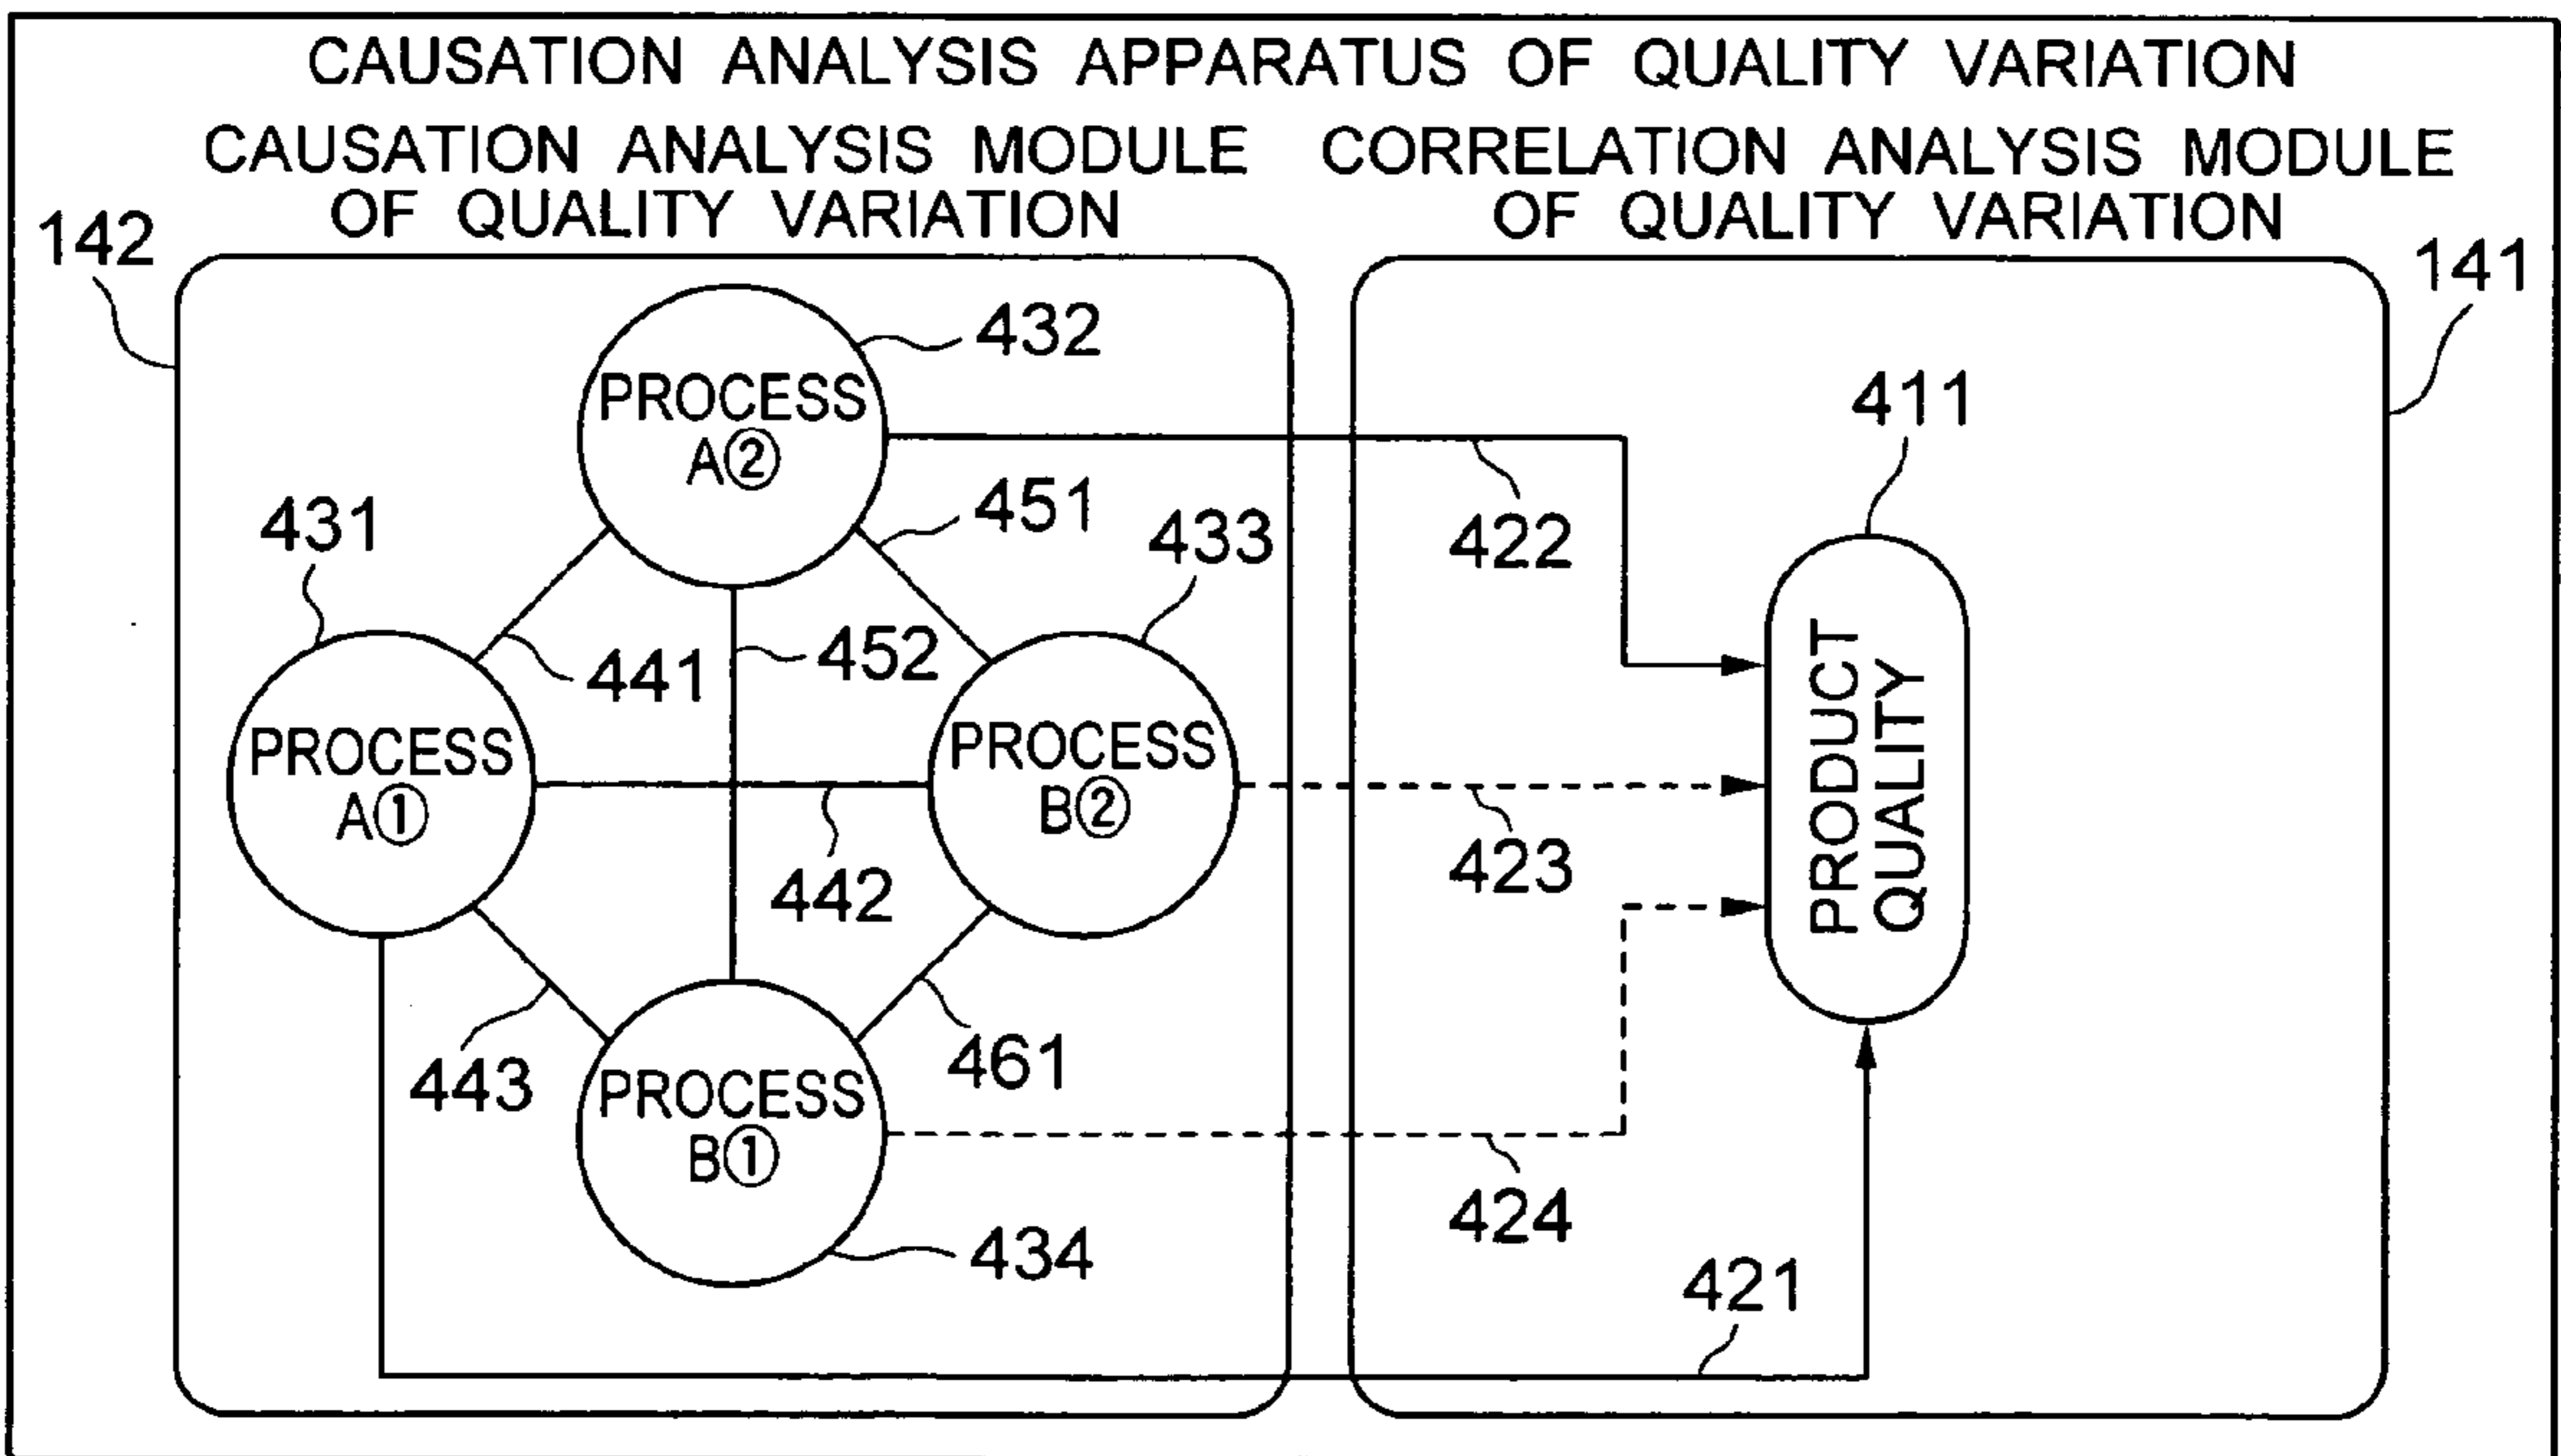 CAUSATION ANALYSIS APPARATUS OF QUALITY VARIATION
CAUSATION ANALYSIS MODULE
OF QUALITY VARIATION
CORRELATION ANALYSIS MODULE
OF QUALITY VARIATION
142
141
432
PROCESS
A②
451
433
431
441
452
PROCESS
A①
PROCESS
B②
442
443
461
PROCESS
B①
434
422
423
424
421
411
PRODUCT
QUALITY